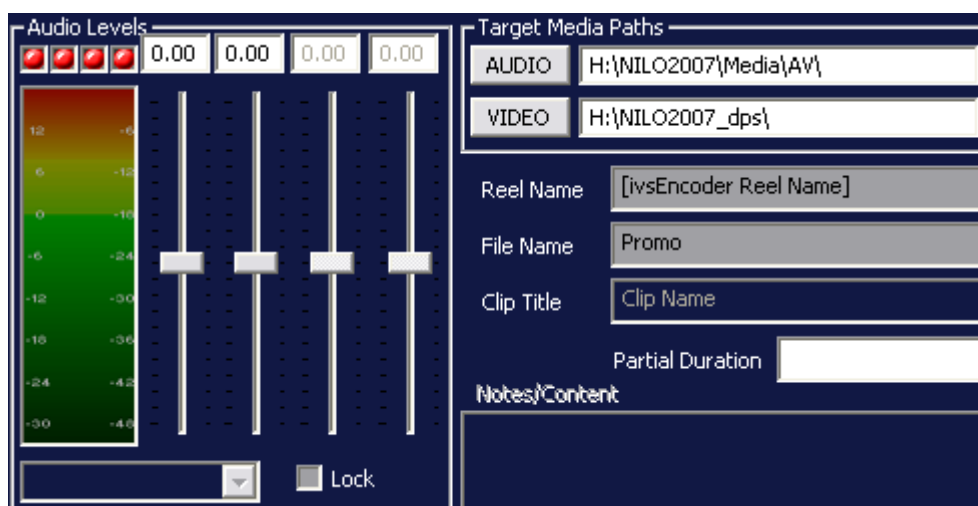 Audio Levels
0.00 0.00 0.00 0.00
12 -6
6 -12
0 -18
-6 -24
-12 -30
-18 -36
-24 -42
-30 -48
Lock
Target Media Paths
AUDIO H:\NILO2007\Media\AV\
VIDEO H:\NILO2007_dps\
Reel Name [ivsEncoder Reel Name]
File Name Promo
Clip Title Clip Name
Partial Duration
Notes/Content